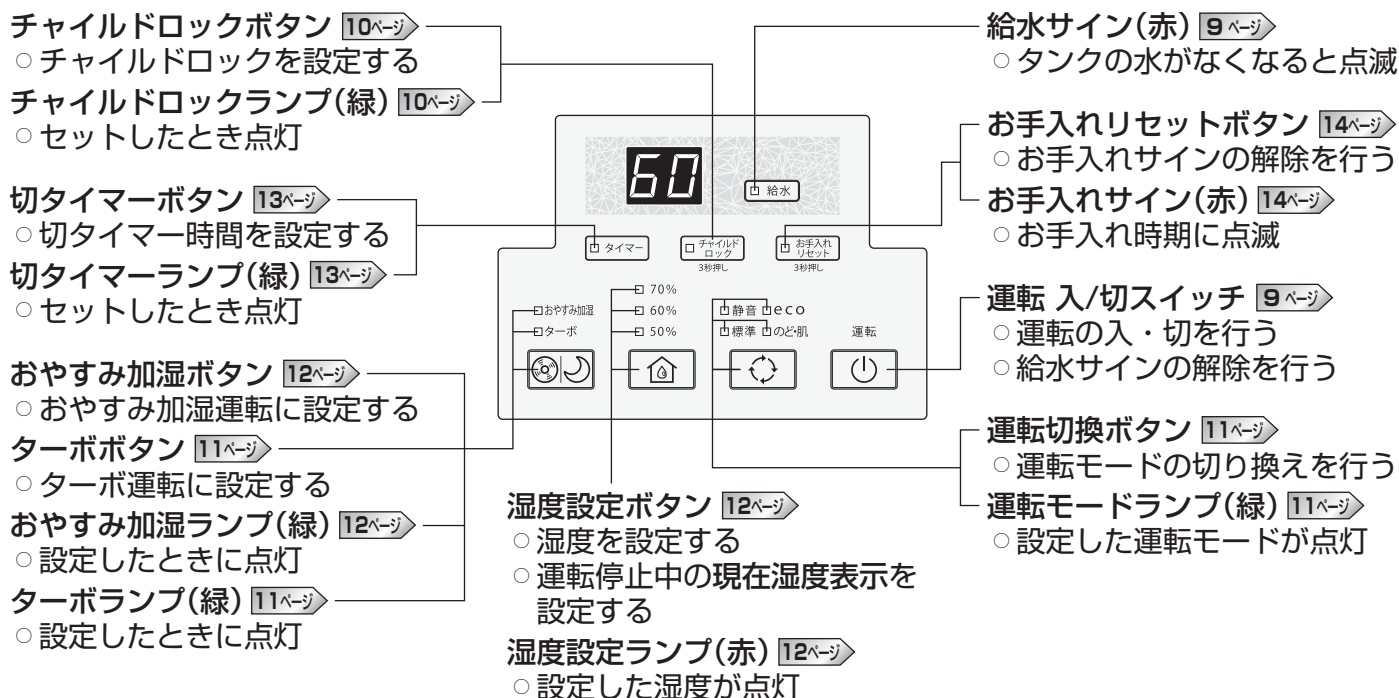 チャイルドロックボタン 10ページ
○チャイルドロックを設定する
チャイルドロックランプ(緑) 10ページ
○セットしたとき点灯
切タイマーボタン 13ページ
○切タイマー時間を設定する
切タイマーランプ(緑) 13ページ
○セットしたとき点灯
おやすみ加湿ボタン 12ページ
○おやすみ加湿運転に設定する
ターボボタン 11ページ
○ターボ運転に設定する
おやすみ加湿ランプ(緑) 12ページ
○設定したときに点灯
ターボランプ(緑) 11ページ
○設定したときに点灯
60
給水
タイマー
チャイルド
ロック
3秒押し
お手入れ
リセット
3秒押し
おやすみ加湿
ターボ
70%
60%
50%
静音 eco
標準 のど・肌
運転
湿度設定ボタン 12ページ
○湿度を設定する
○運転停止中の現在湿度表示を
設定する
湿度設定ランプ(赤) 12ページ
○設定した湿度が点灯
給水サイン(赤) 9ページ
○タンクの水がなくなると点滅
お手入れリセットボタン 14ページ
○お手入れサインの解除を行う
お手入れサイン(赤) 14ページ
○お手入れ時期に点滅
運転 入/切スイッチ 9ページ
○運転の入・切を行う
○給水サインの解除を行う
運転切換ボタン 11ページ
○運転モードの切り換えを行う
運転モードランプ(緑) 11ページ
○設定した運転モードが点灯